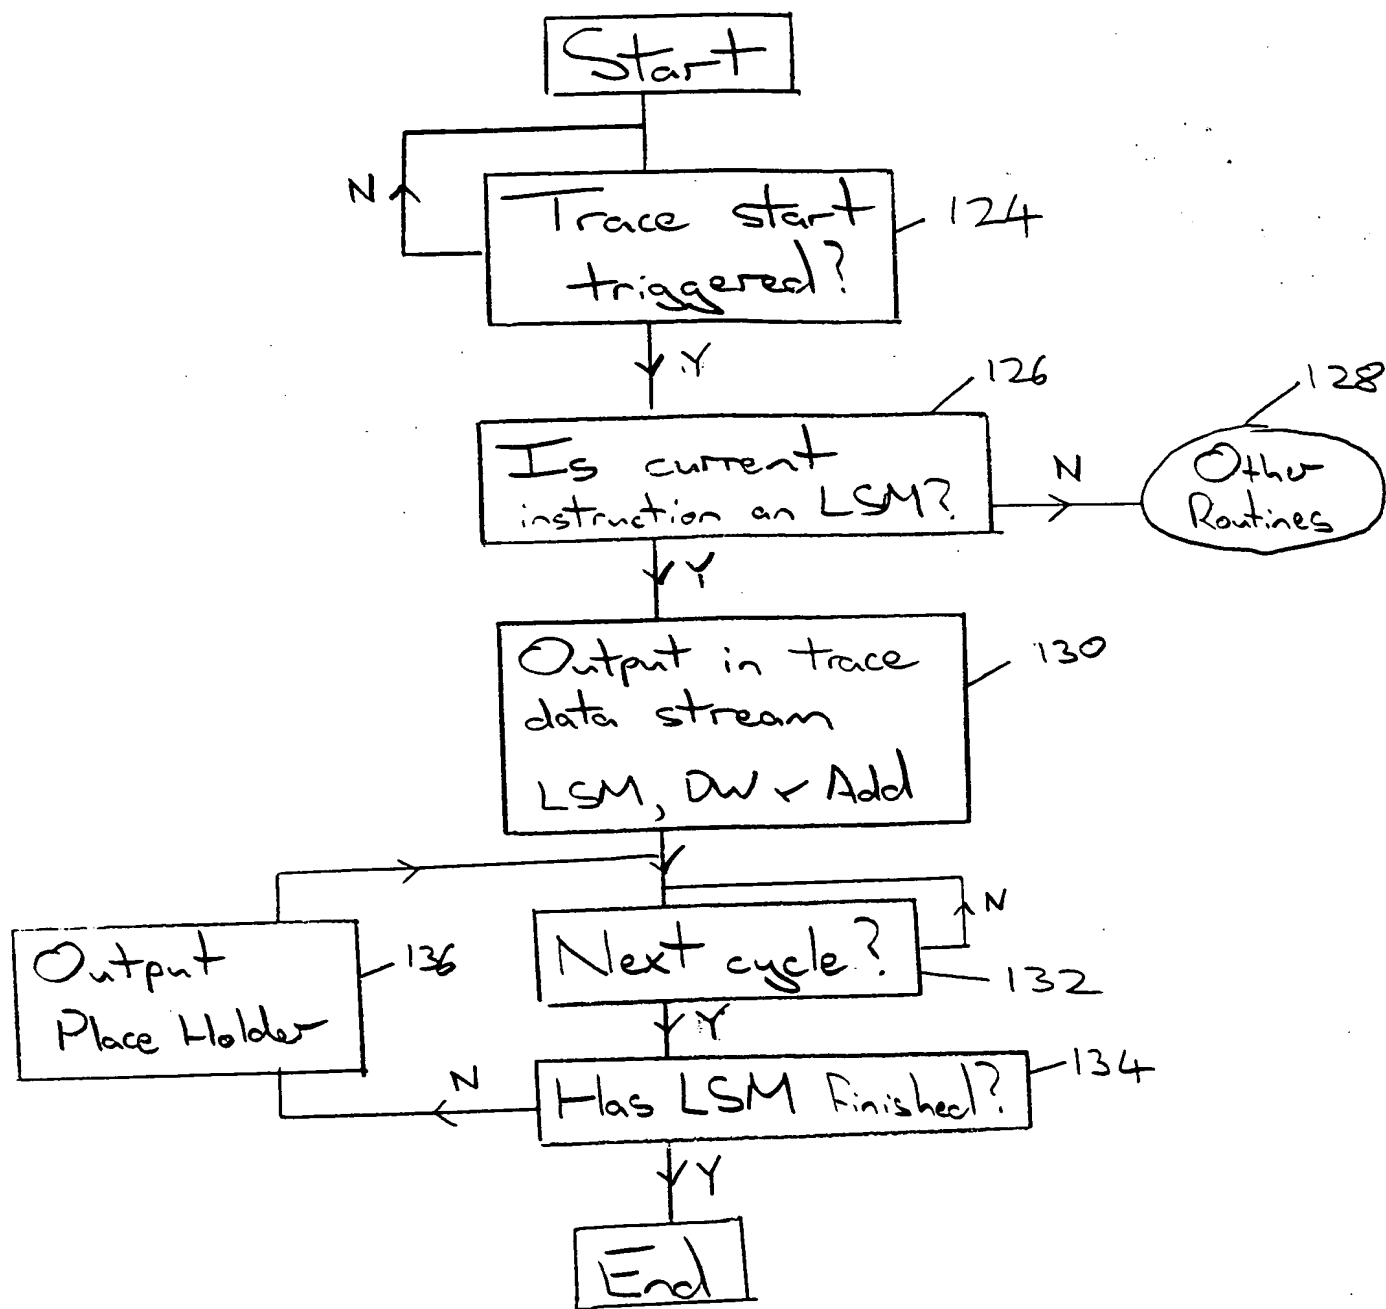 Start
N
Trace start
triggered?
124
Y
126
128
Is current
instruction an LSM?
N
Other
Routines
Y
Output in trace
data stream
LSM, DW + Add
130
N
Output
Place Holder
136
Next cycle?
132
Y
134
N
Has LSM Finished?
Y
End